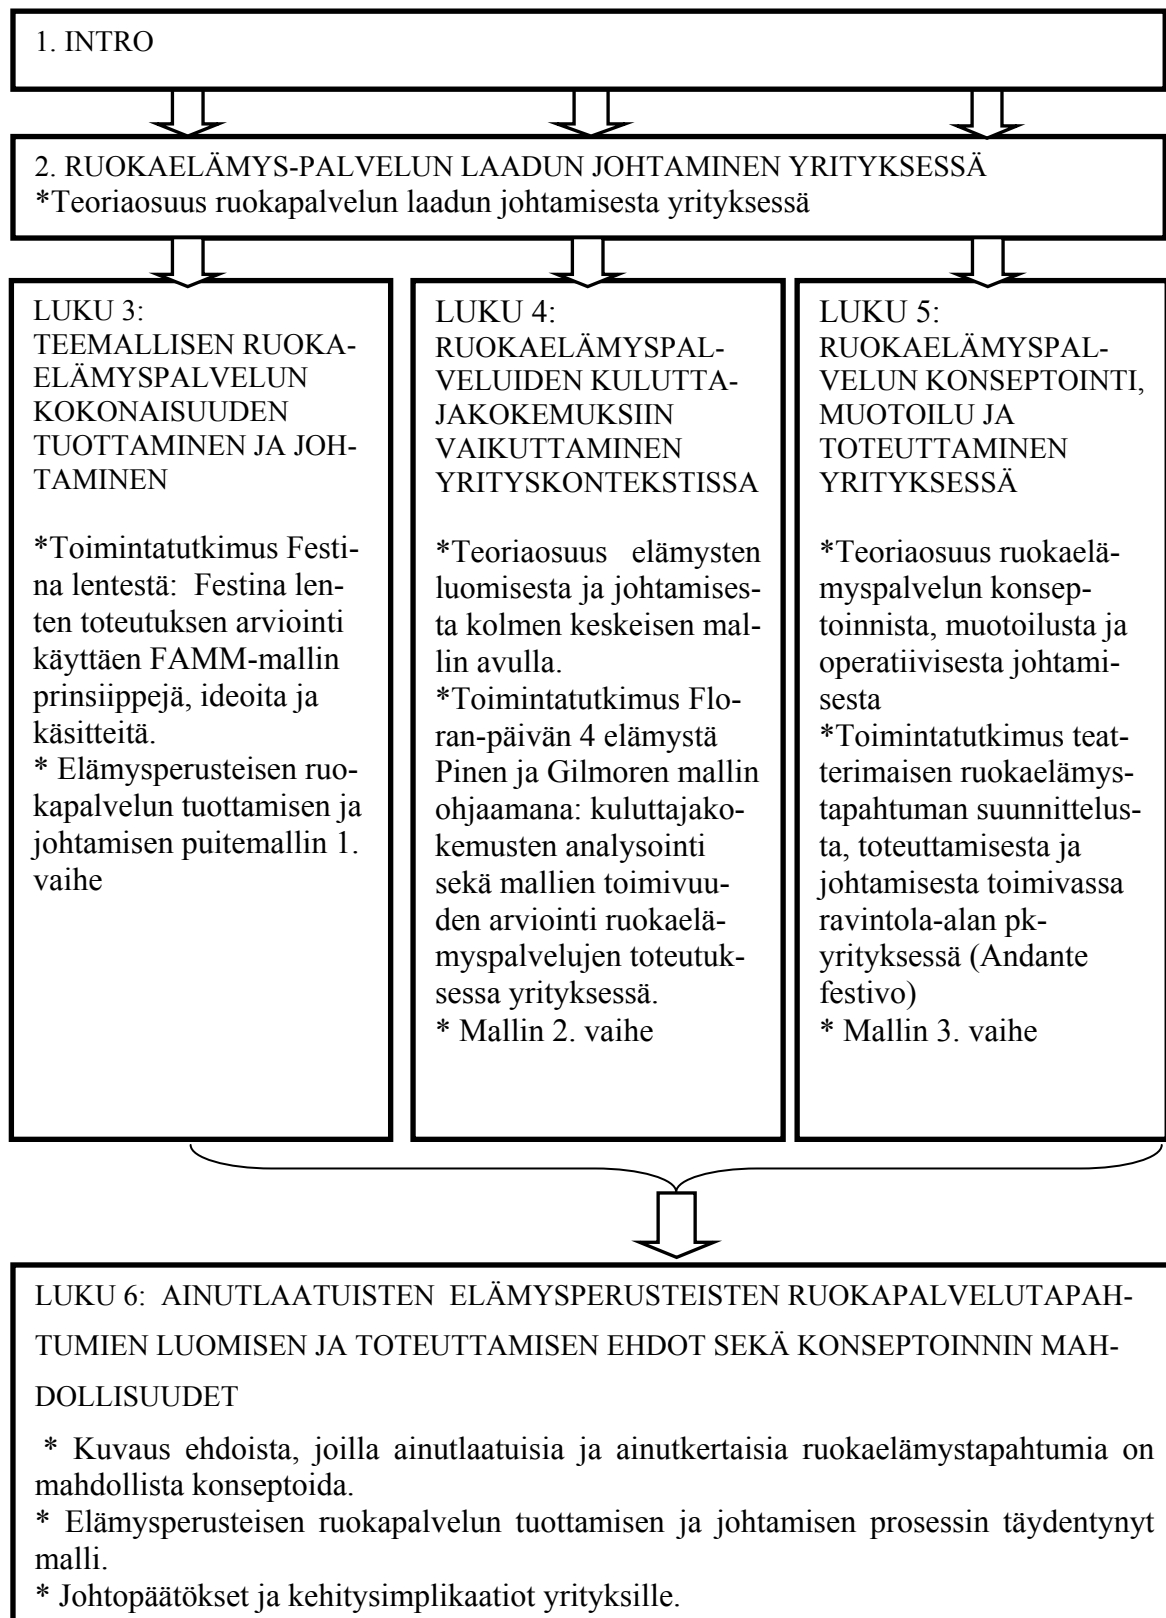 1. INTRO
2. RUOKAELÄMYS-PALVELUN LAADUN JOHTAMINEN YRITYKSESSÄ
*Teoriaosuus ruokapalvelun laadun johtamisesta yrityksessä
LUKU 3:
TEEMALLISEN RUOKA-
ELÄMYSPALVELUN
KOKONAISUUDEN
TUOTTAMINEN JA JOH-
TAMINEN
*Toimintatutkimus Festi-
na lentestä: Festina len-
ten toteutuksen arviointi
käyttäen FAMM-mallin
prinsiippejä, ideoita ja
käsitteitä.
* Elämysperusteisen ruo-
kapalvelun tuottamisen ja
johtamisen puitemallin 1.
vaihe
LUKU 4:
RUOKAELÄMYSPAL-
VELUIDEN KULUTTA-
JAKOKEMUKSIIN
VAIKUTTAMINEN
YRITYSKONTEKSTISSA
*Teoriaosuus elämysten
luomisesta ja johtamises-
ta kolmen keskeisen mal-
lin avulla.
*Toimintatutkimus Flo-
ran-päivän 4 elämystä
Pinen ja Gilmoren mallin
ohjaamana: kuluttajako-
kemusten analysointi
sekä mallien toimivuu-
den arviointi ruokaelä-
myspalvelujen toteutuk-
sessa yrityksessä.
* Mallin 2. vaihe
LUKU 5:
RUOKAELÄMYSPAL-
VELUN KONSEPTOINTI,
MUOTOILU JA
TOTEUTTAMINEN
YRITYKSESSÄ
*Teoriaosuus ruokaelä-
myspalvelun konsep-
toinnista, muotoilusta ja
operatiivisesta johtami-
sesta
*Toimintatutkimus teat-
terimaisen ruokaelämys-
tapahtuman suunnittelus-
ta, toteuttamisesta ja
johtamisesta toimivassa
ravintola-alan pk-
yrityksessä (Andante
festivo)
* Mallin 3. vaihe
LUKU 6: AINUTLAATUISTEN ELÄMYSPERUSTEISTEN RUOKAPALVELUTAPAH-
TUMIEN LUOMISEN JA TOTEUTTAMISEN EHDOT SEKÄ KONSEPTOINNIN MAH-
DOLLISUUDET
* Kuvaus ehdoista, joilla ainutlaatuisia ja ainutkertaisia ruokaelämystapahtumia on
mahdollista konseptoida.
* Elämysperusteisen ruokapalvelun tuottamisen ja johtamisen prosessin täydentynyt
malli.
* Johtopäätökset ja kehitysimplikaatiot yrityksille.